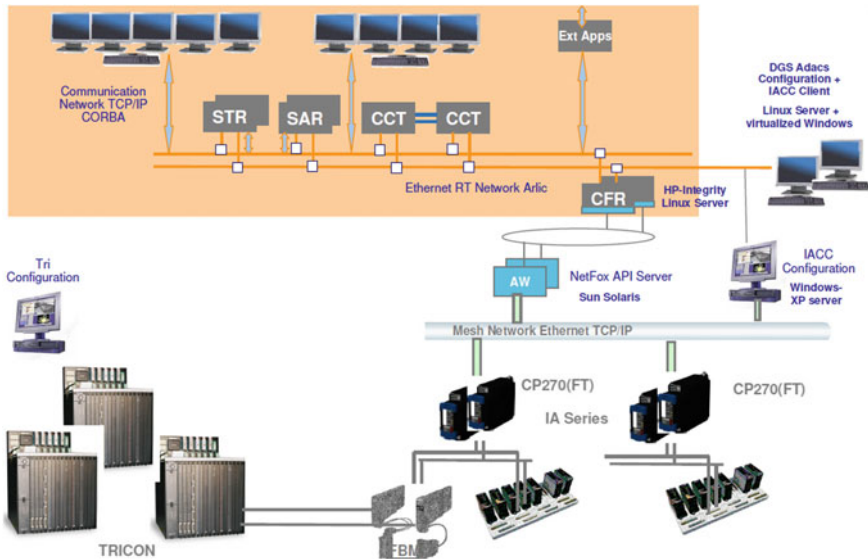 Ext Apps
Communication
Network TCP/IP
CORBA
STR
SAR
CCT
CCT
DGS Adacs
Configuration +
IACC Client
Linux Server +
virtualized Windows
Ethernet RT Network Arlic
CFR
HP-Integrity
Linux Server
Tri
Configuration
AW
NetFox API Server
Sun Solaris
IACC
Configuration
Windows-
XP server
Mesh Network Ethernet TCP/IP
CP270(FT)
CP270(FT)
IA Series
TRICON
FBM